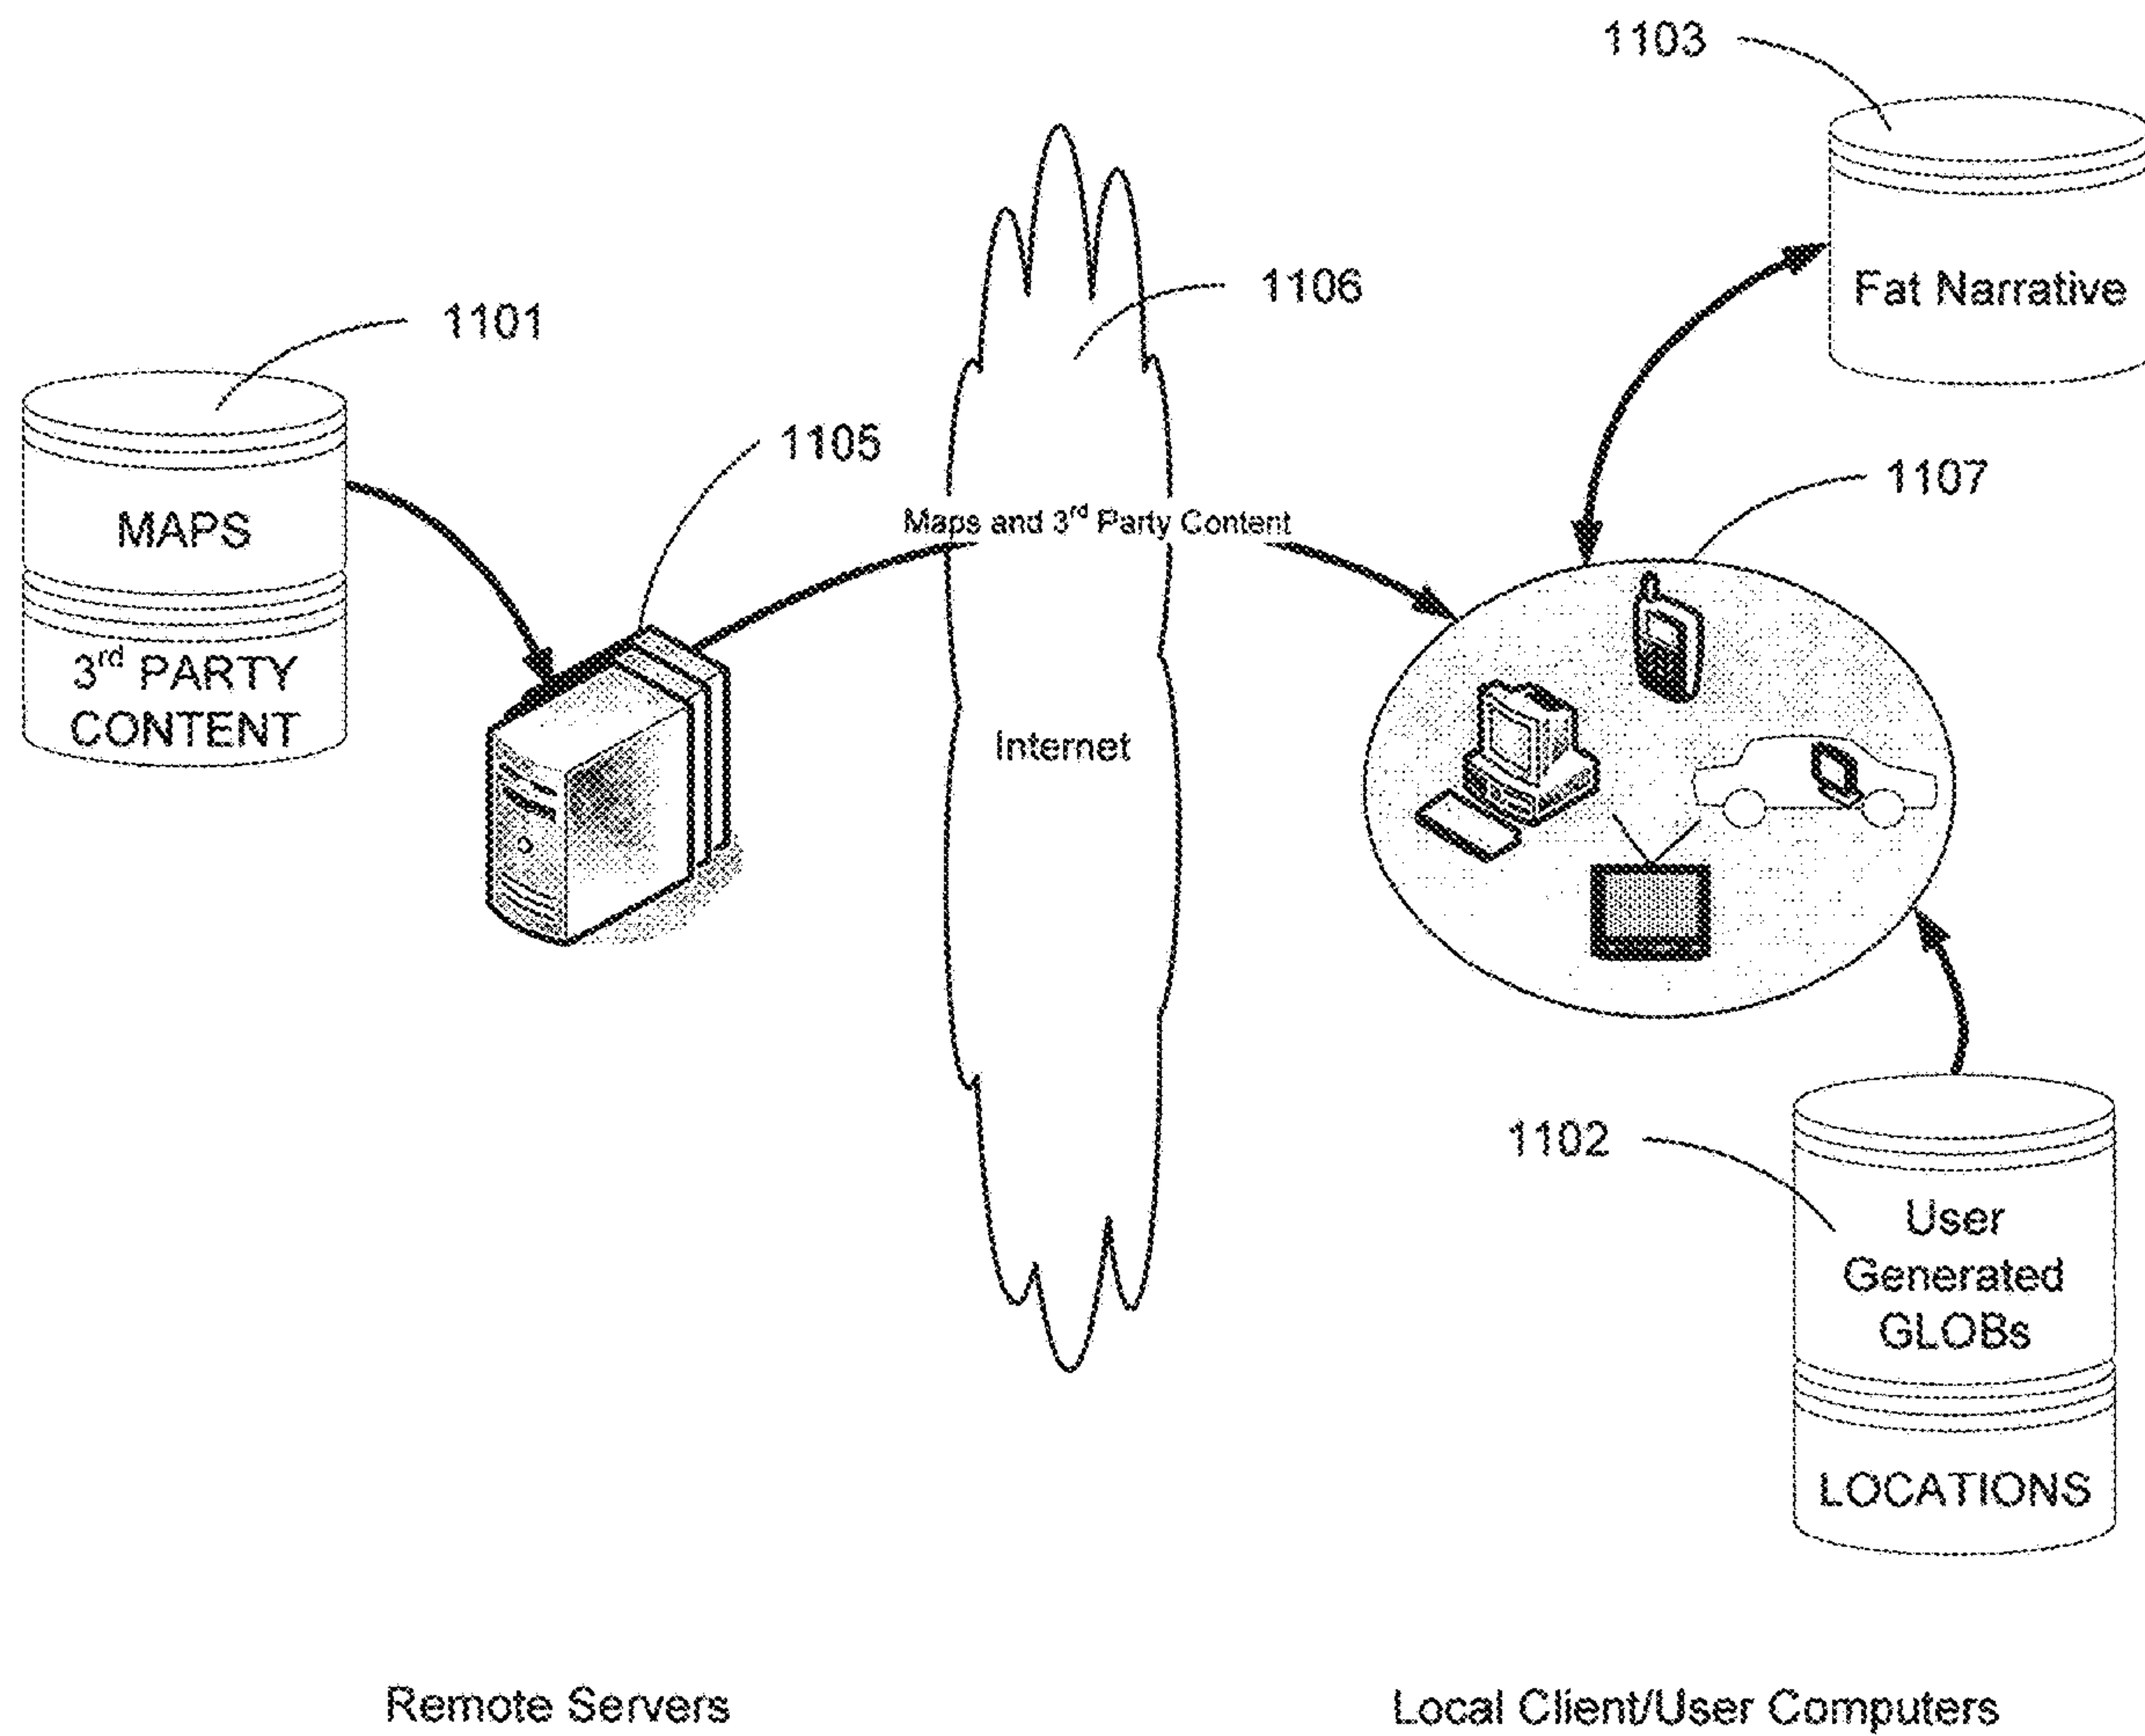 1103
Fat Narrative
1106
1101
1105
1107
MAPS
Maps and 3rd Party Content
3rd PARTY
CONTENT
Internet
1102
User
Generated
GLOBs
LOCATIONS
Remote Servers
Local Client/User Computers